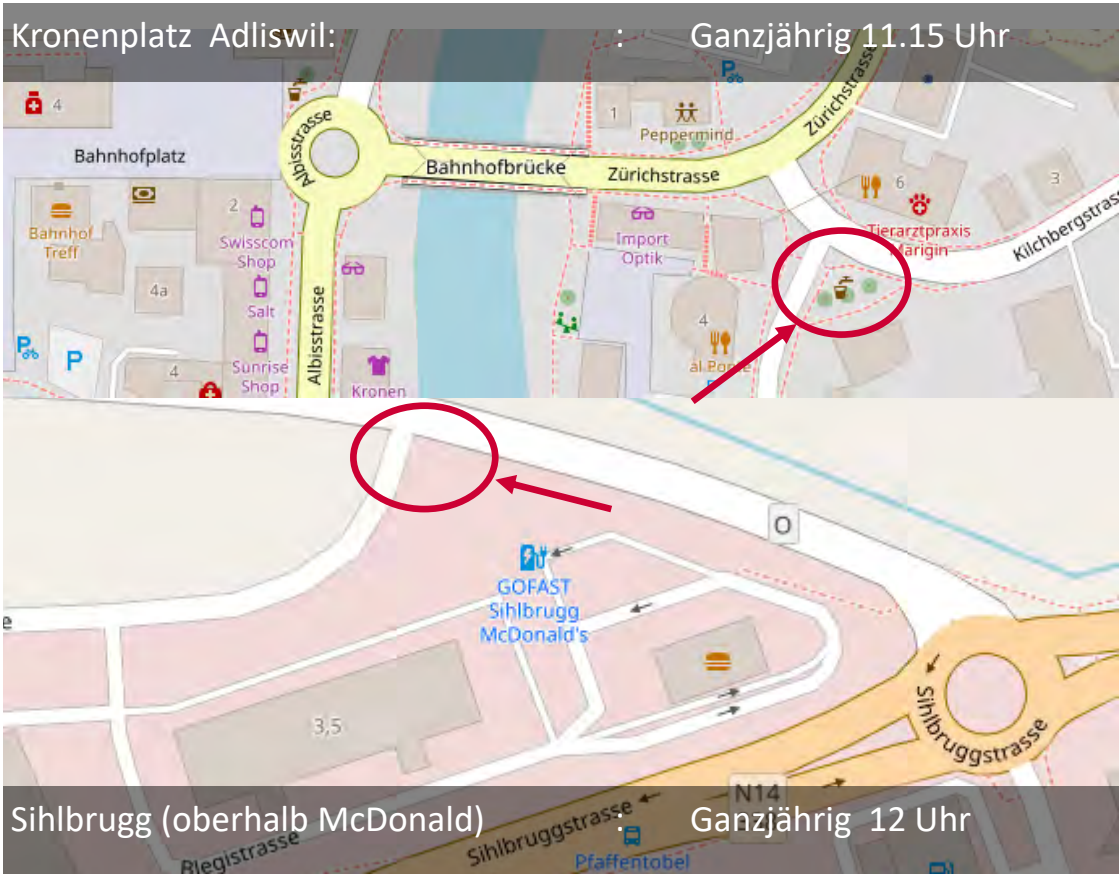 Kronenplatz Adliswil: : Ganzjährig 11.15 Uhr
4
Bahnhofplatz
Albisstrasse
Bahnhofbrücke
1
Peppermind
Zürichstrasse
Zürichstrasse
6
3
Tierarztpraxis
Marigin
Kilchbergstrass
Bahnhof
Treff
2
Swisscom
Shop
4a
Salt
Import
Optik
P
4
Sunrise
Shop
Albisstrasse
Kronen
4
al Ponte
O
GOFAST
Sihlbrugg
McDonald's
e
3,5
Sihlbruggstrasse
N14
Sihlbruggstrasse
Sihlbrugg (oberhalb McDonald) : Ganzjährig 12 Uhr
Blegistrasse
Pfaffentobel